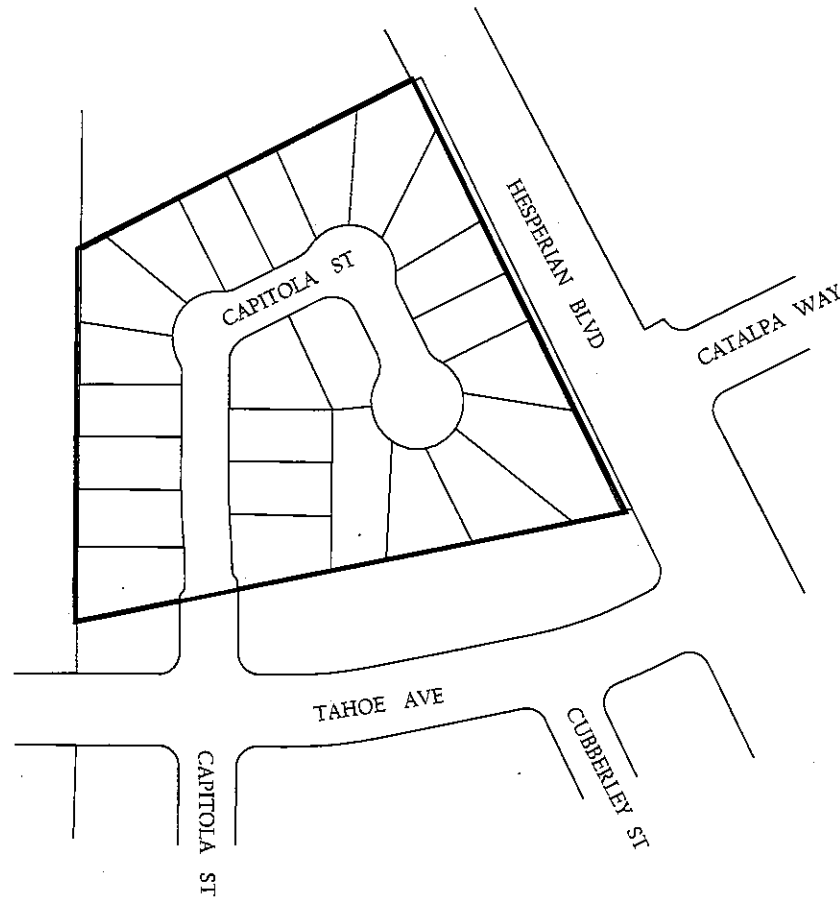 HESPERIAN BLVD
CAPITOLA ST
CATALPA WAY
TAHOE AVE
CUBBERLEY ST
CAPITOLA ST